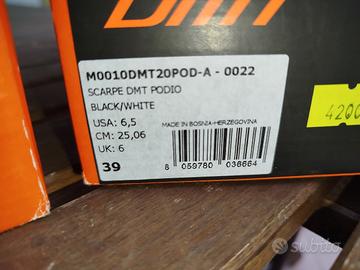 DMT
M0010DMT20POD-A - 0022
SCARPE DMT PODIO
BLACK/WHITE
USA: 6,5
CM: 25,06
UK: 6
39
MADE IN BOSNIA-HERZEGOVINA
8 059780 036664
4200
subito